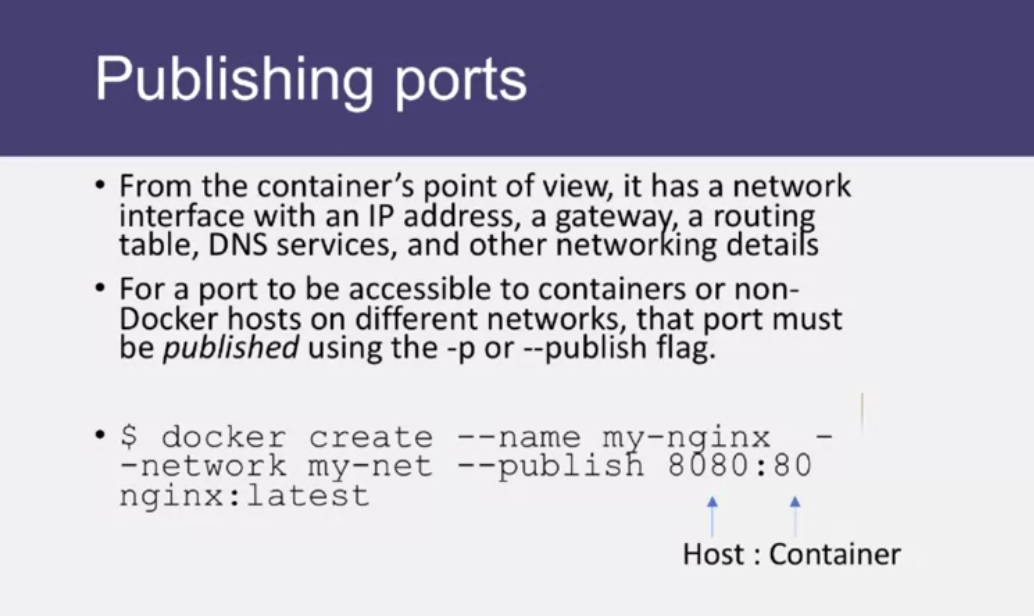 Publishing ports
• From the container's point of view, it has a network
interface with an IP address, a gateway, a routing
table, DNS services, and other networking details
• For a port to be accessible to containers or non-
Docker hosts on different networks, that port must
be published using the -p or --publish flag.
• $ docker create --name my-nginx -
-network my-net --publish 8080:80
nginx:latest
Host : Container